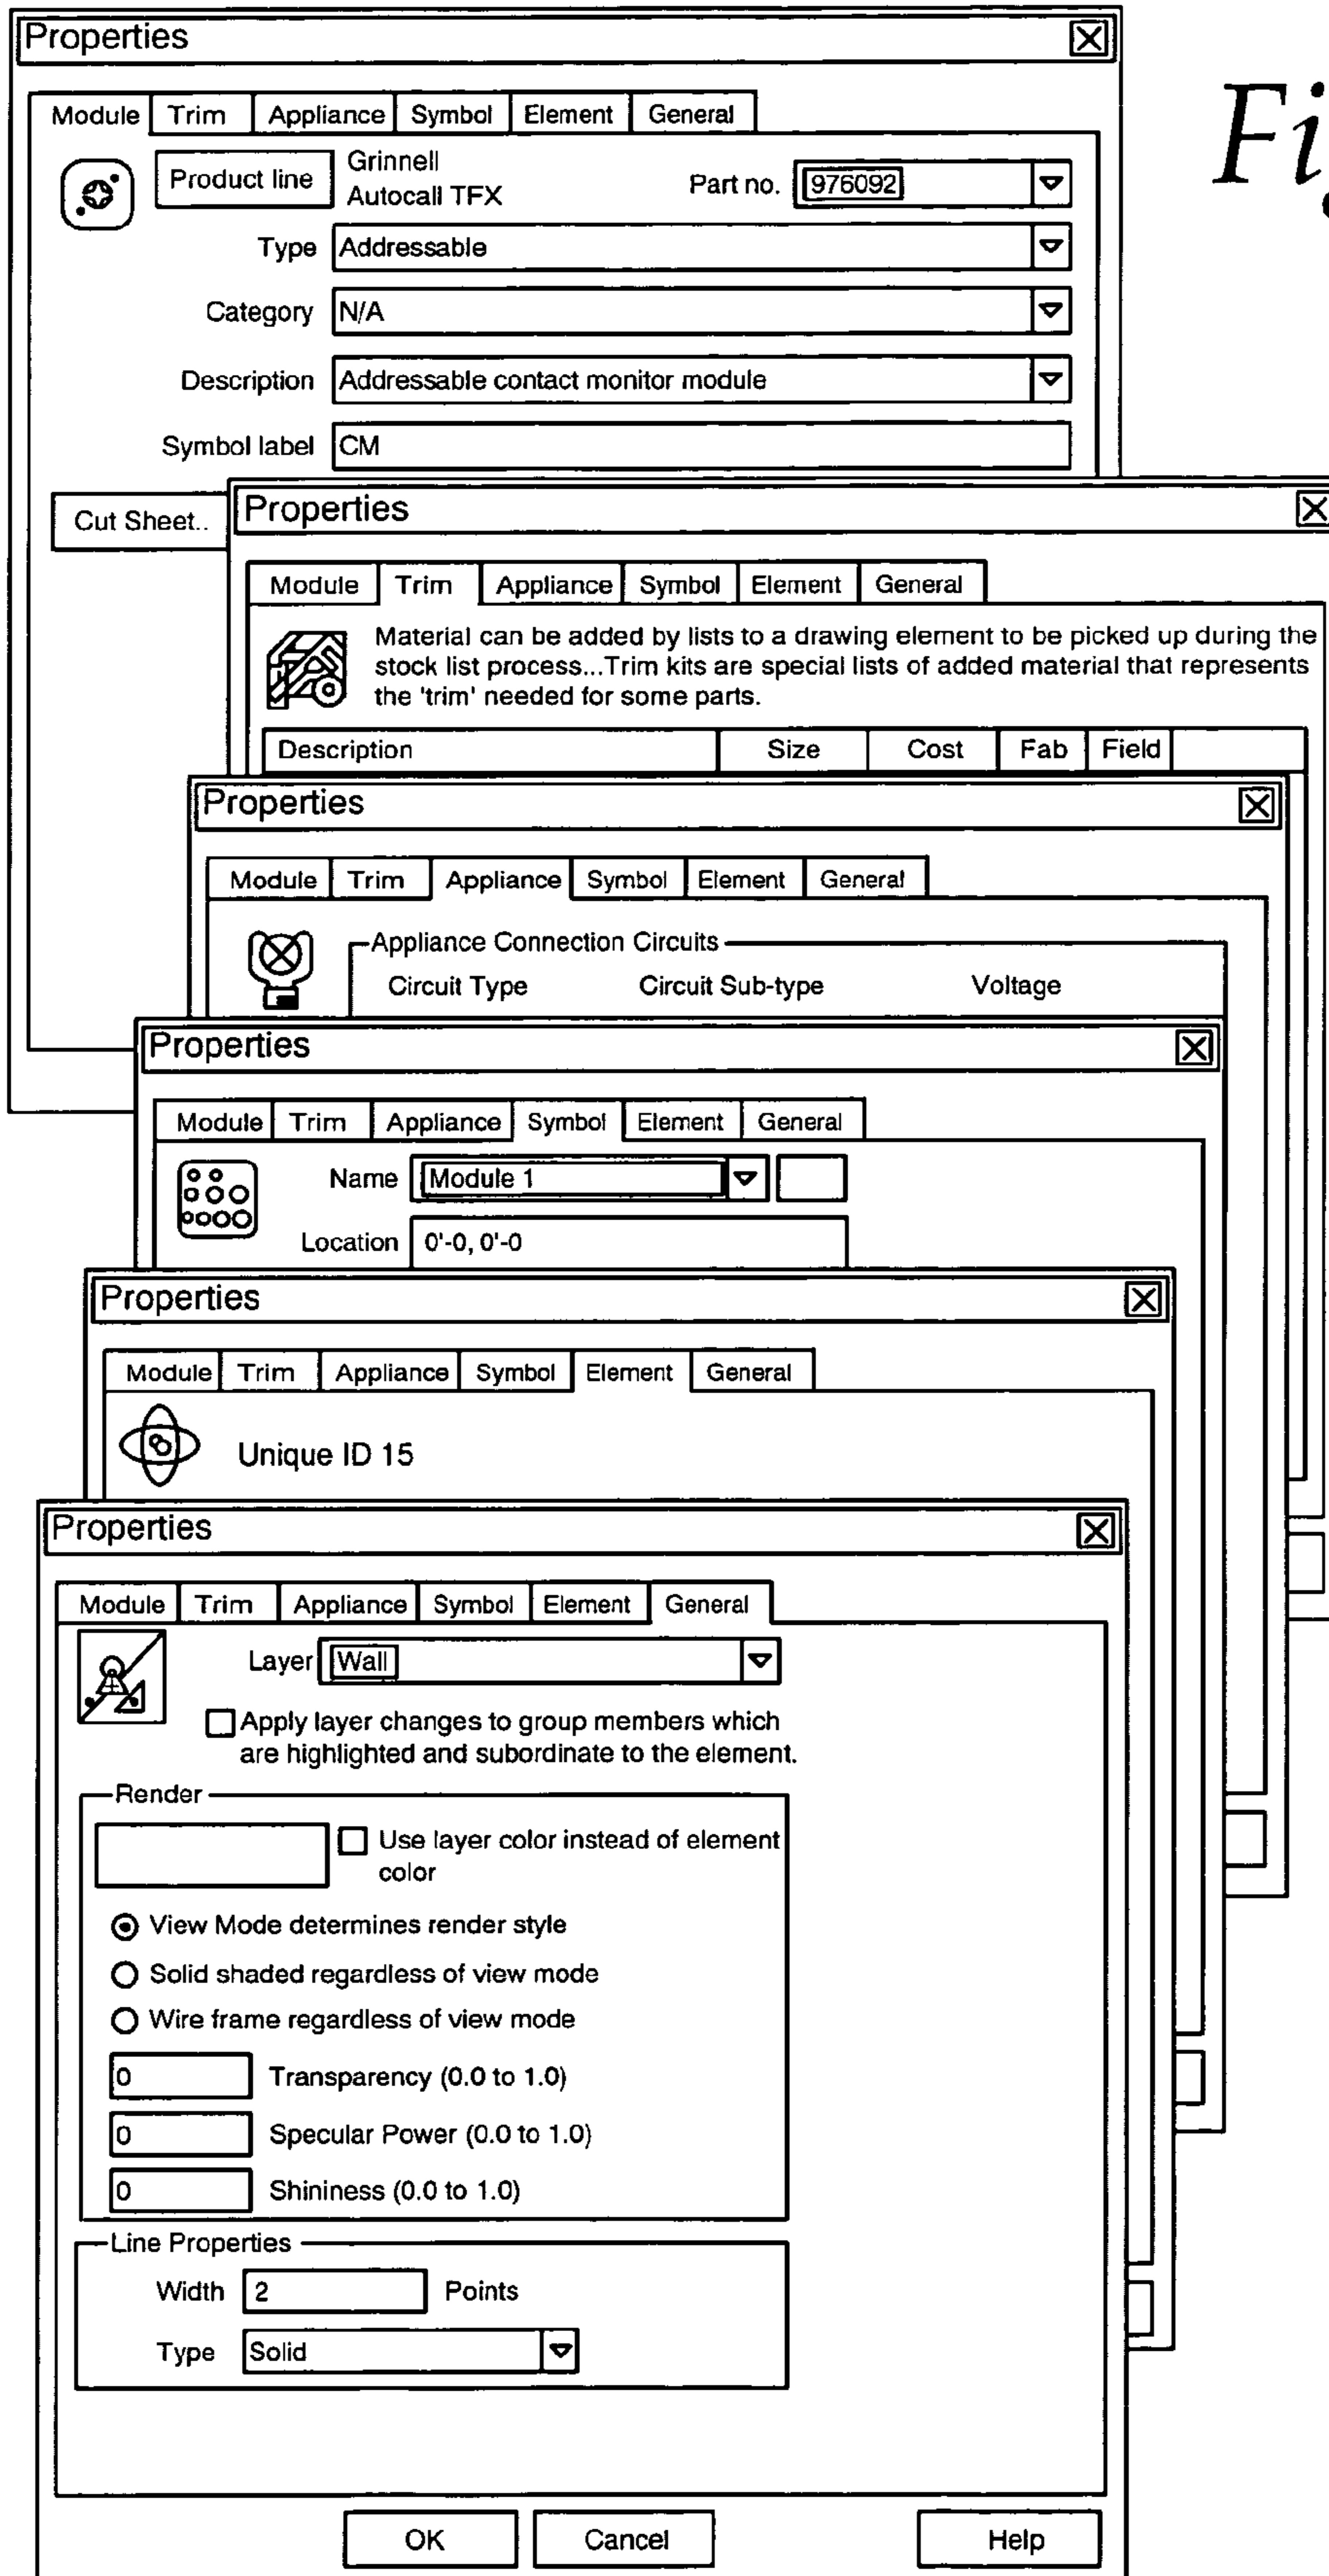 Properties
Fi
Module Trim Appliance Symbol Element General
Product line
Grinnell
Autocall TFX
Part no. 976092
Type Addressable
Category N/A
Description Addressable contact monitor module
Symbol label CM
Cut Sheet..
Properties
Module Trim Appliance Symbol Element General
Material can be added by lists to a drawing element to be picked up during the
stock list process...Trim kits are special lists of added material that represents
the 'trim' needed for some parts.
Description Size Cost Fab Field
Properties
Module Trim Appliance Symbol Element General
Appliance Connection Circuits
Circuit Type Circuit Sub-type Voltage
Properties
Module Trim Appliance Symbol Element General
Name Module 1
Location 0'-0, 0'-0
Properties
Module Trim Appliance Symbol Element General
Unique ID 15
Properties
Module Trim Appliance Symbol Element General
Layer Wall
Apply layer changes to group members which
are highlighted and subordinate to the element.
Render
Use layer color instead of element
color
View Mode determines render style
Solid shaded regardless of view mode
Wire frame regardless of view mode
0 Transparency (0.0 to 1.0)
0 Specular Power (0.0 to 1.0)
0 Shininess (0.0 to 1.0)
Line Properties
Width 2 Points
Type Solid
OK Cancel Help